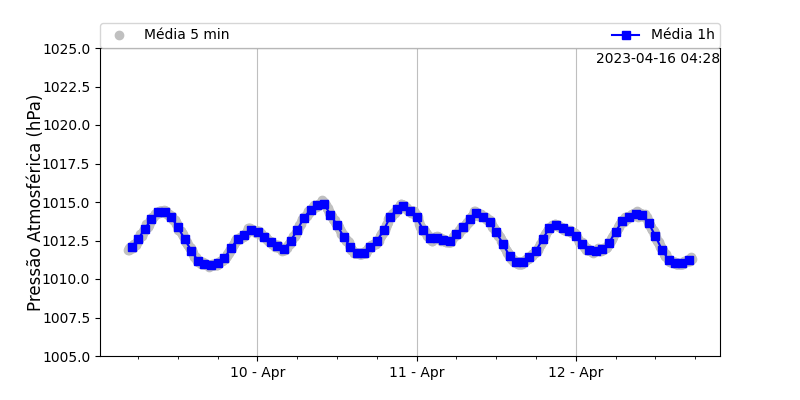 Média 5 min
Média 1h
2023-04-16 04:28
Pressão Atmosférica (hPa)
1025.0
1022.5
1020.0
1017.5
1015.0
1012.5
1010.0
1007.5
1005.0
10 - Apr
11 - Apr
12 - Apr